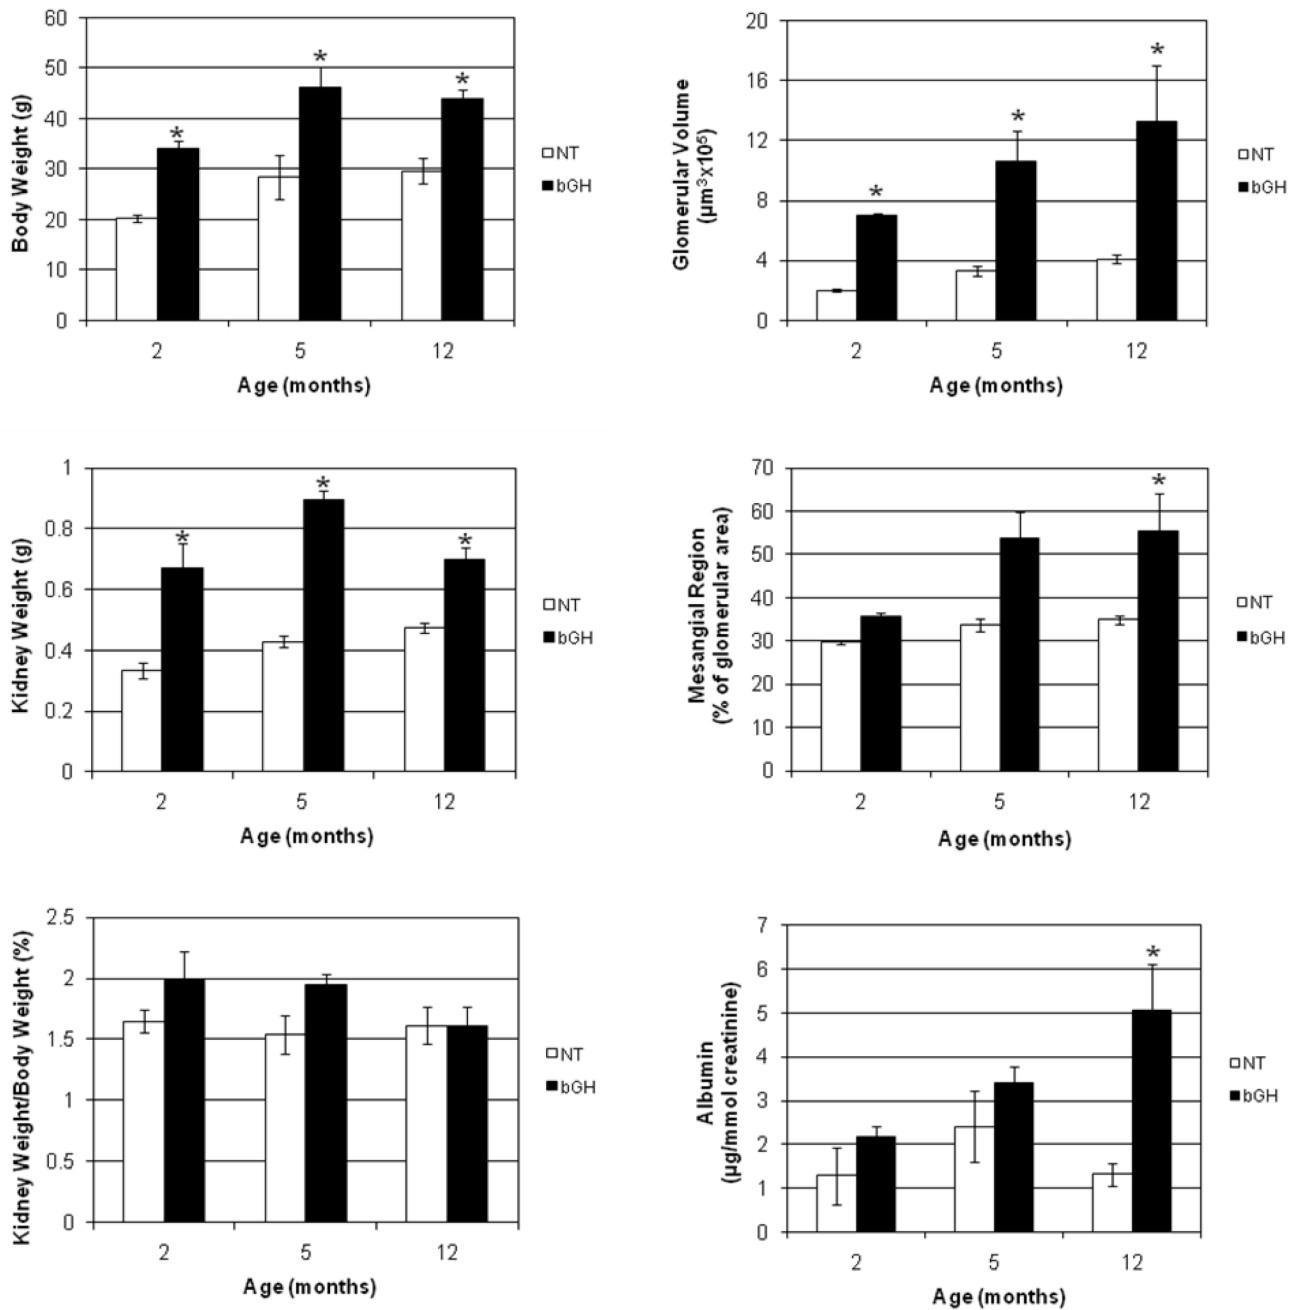 60
50
40
30
20
10
0
Body Weight (g)
*
*
*
NT
bGH
2
5
12
Age (months)
20
16
12
8
4
0
Glomerular Volume
(µm³x10⁵)
*
*
*
NT
bGH
2
5
12
Age (months)
1
0.8
0.6
0.4
0.2
0
Kidney Weight (g)
*
*
*
NT
bGH
2
5
12
Age (months)
70
60
50
40
30
20
10
0
Mesangial Region
(% of glomerular area)
*
NT
bGH
2
5
12
Age (months)
2.5
2
1.5
1
0.5
0
Kidney Weight/Body Weight (%)
NT
bGH
2
5
12
Age (months)
7
6
5
4
3
2
1
0
Albumin
(µg/mmol creatinine)
*
NT
bGH
2
5
12
Age (months)